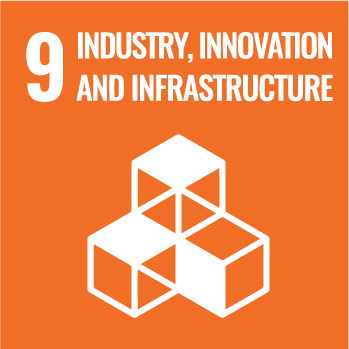 9 INDUSTRY, INNOVATION
AND INFRASTRUCTURE